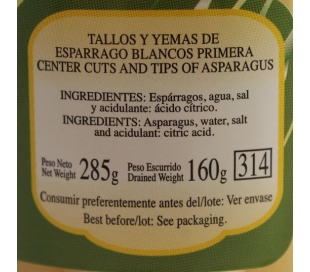 TALLOS Y YEMAS DE
ESPARRAGO BLANCOS PRIMERA
CENTER CUTS AND TIPS OF ASPARAGUS
INGREDIENTES: Espárragos, agua, sal
y acidulante: ácido cítrico.
INGREDIENTS: Asparagus, water, salt
and acidulant: citric acid.
Peso Neto
Net Weight 285g
Peso Escurrido
Drained Weight 160g
314
Consumir preferentemente antes del/lote: Ver envase
Best before/lot: See packaging.